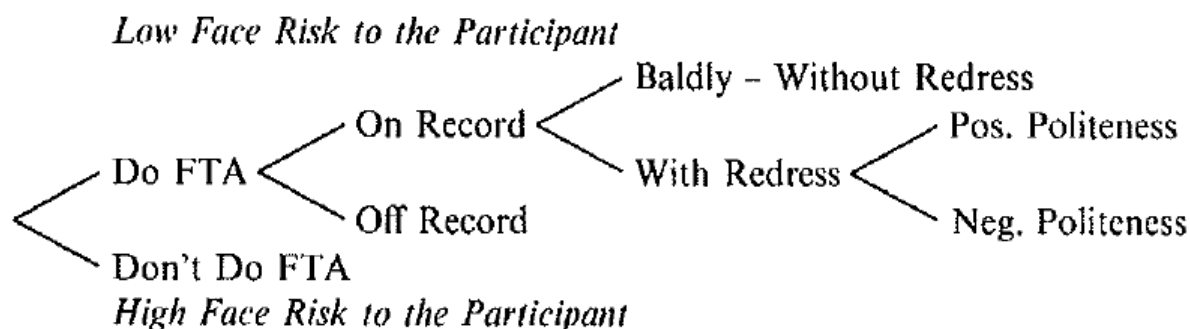 Low Face Risk to the Participant
Baldly – Without Redress
On Record
Pos. Politeness
Do FTA
With Redress
Off Record
Neg. Politeness
Don't Do FTA
High Face Risk to the Participant